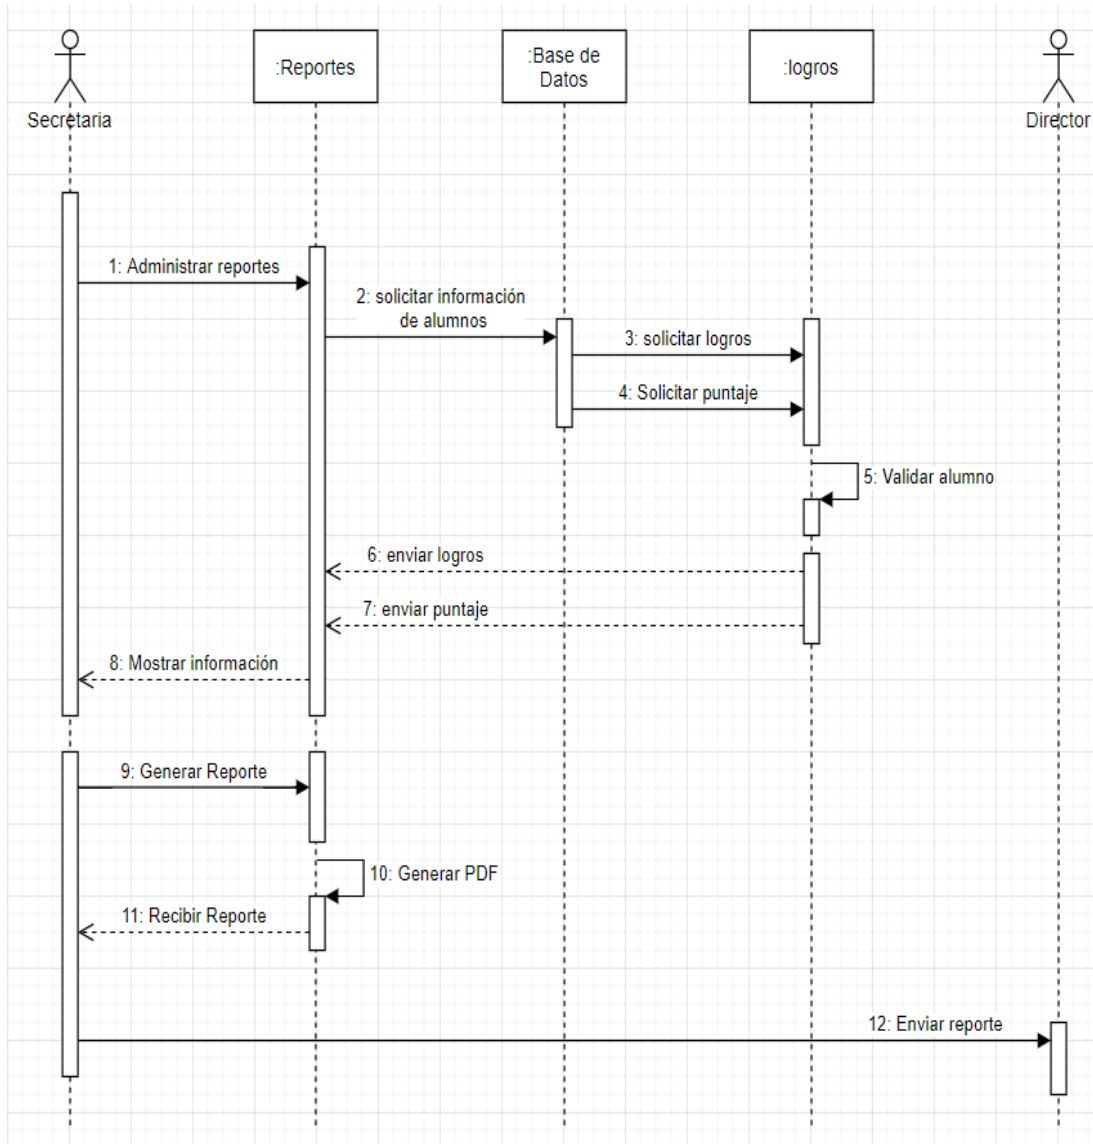 :Reportes
:Base de
Datos
:logros
Secretaria
Director
1: Administrar reportes
2: solicitar información
de alumnos
3: solicitar logros
4: Solicitar puntaje
5: Validar alumno
6: enviar logros
7: enviar puntaje
8: Mostrar información
9: Generar Reporte
10: Generar PDF
11: Recibir Reporte
12: Enviar reporte